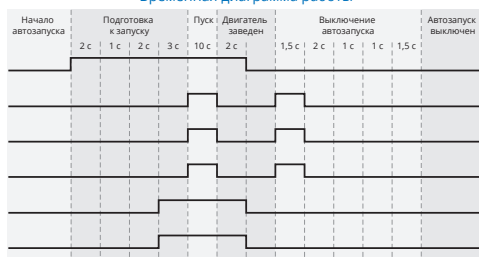 Временная диаграмма работы
Начало автозапуска
Подготовка к запуску
Пуск
Двигатель заведен
Выключение автозапуска
Автозапуск выключен
2 с 1 с 2 с 3 с 10 с 2 с 1,5 с 2 с 1 с 1 с 1,5 с